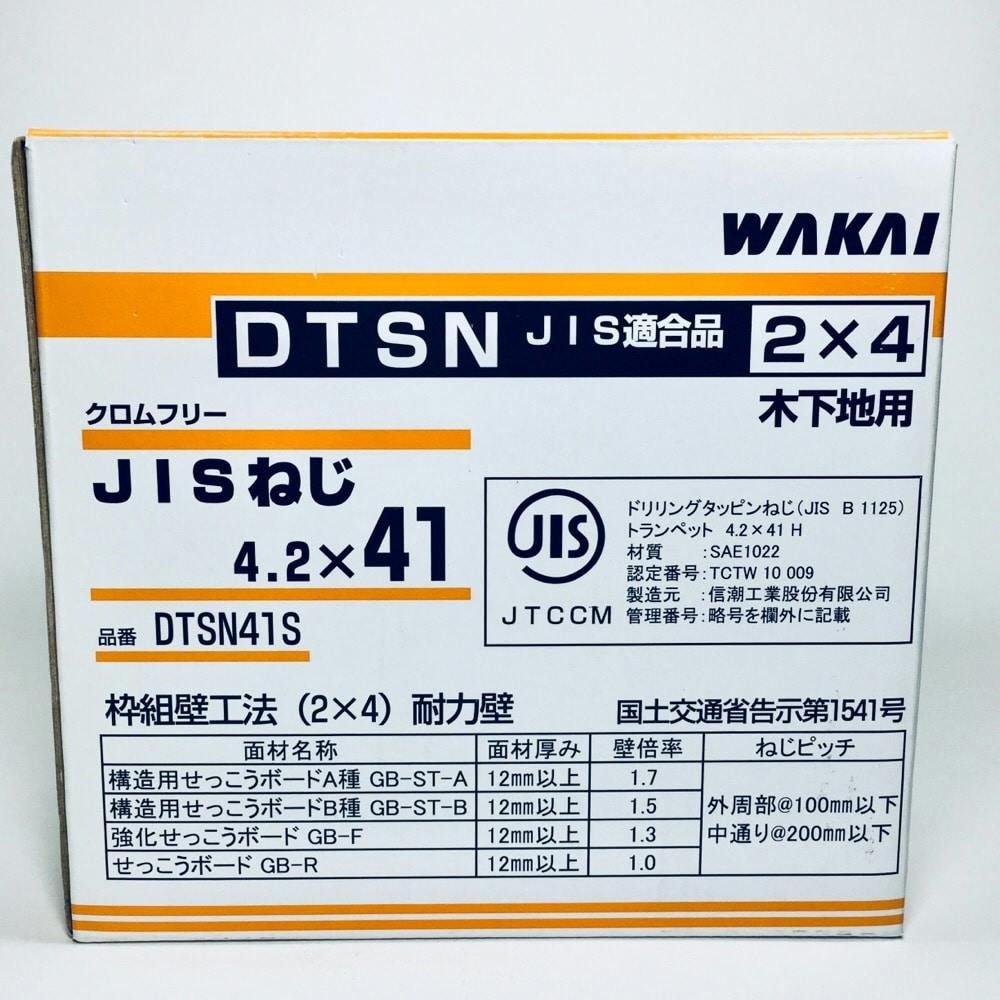 WAKAI
DTSN JIS適合品 2×4
木下地用
クロムフリー
JISねじ
4.2×41
品番 DTSN41S
JIS
JTCCM
ドリリングタッピンねじ(JIS B 1125)
トランペット 4.2×41 H
材質 :SAE1022
認定番号:TCTW 10 009
製造元 :信潮工業股份有限公司
管理番号:略号を欄外に記載
枠組壁工法（2×4）耐力壁 国土交通省告示第1541号
面材名称 面材厚み 壁倍率 ねじピッチ
構造用せっこうボードA種 GB-ST-A 12mm以上 1.7
構造用せっこうボードB種 GB-ST-B 12mm以上 1.5
強化せっこうボード GB-F 12mm以上 1.3
せっこうボード GB-R 12mm以上 1.0
外周部@100mm以下
中通り@200mm以下